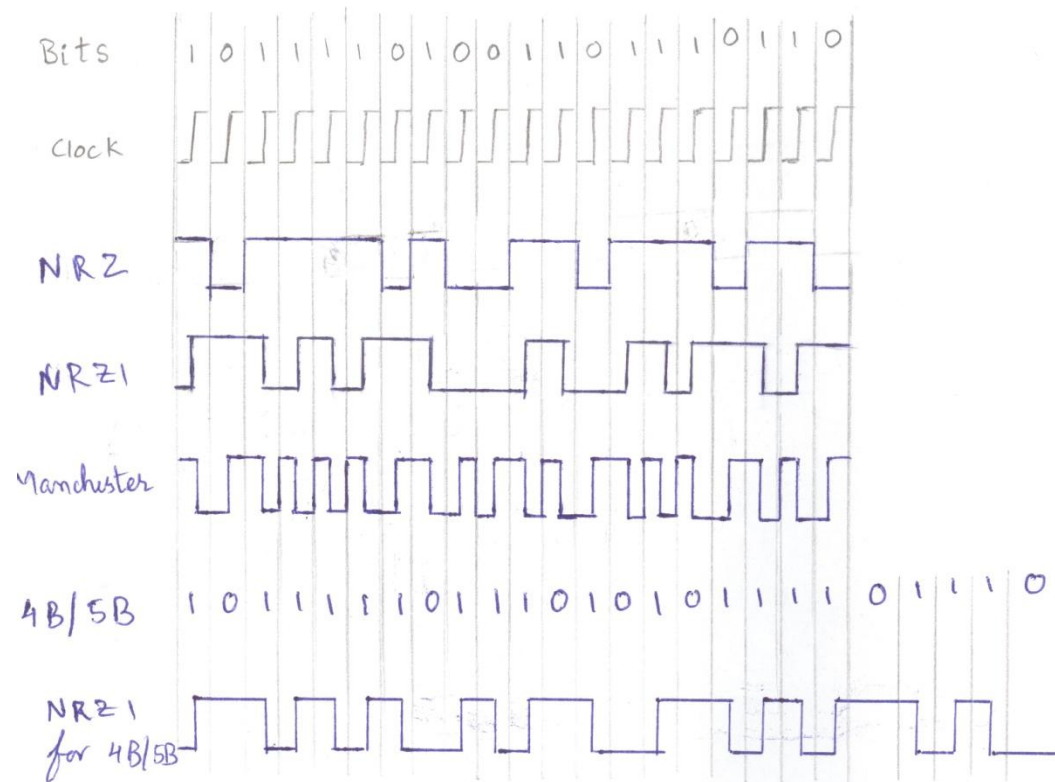 Bits 1 0 1 1 1 1 0 1 0 0 1 1 0 1 1 1 0 1 1 0
Clock
NRZ
NRZI
Manchester
4B/5B 1 0 1 1 1 1 1 0 1 1 1 0 1 0 1 0 1 1 1 1 0 1 1 1 0
NRZI
for 4B/5B